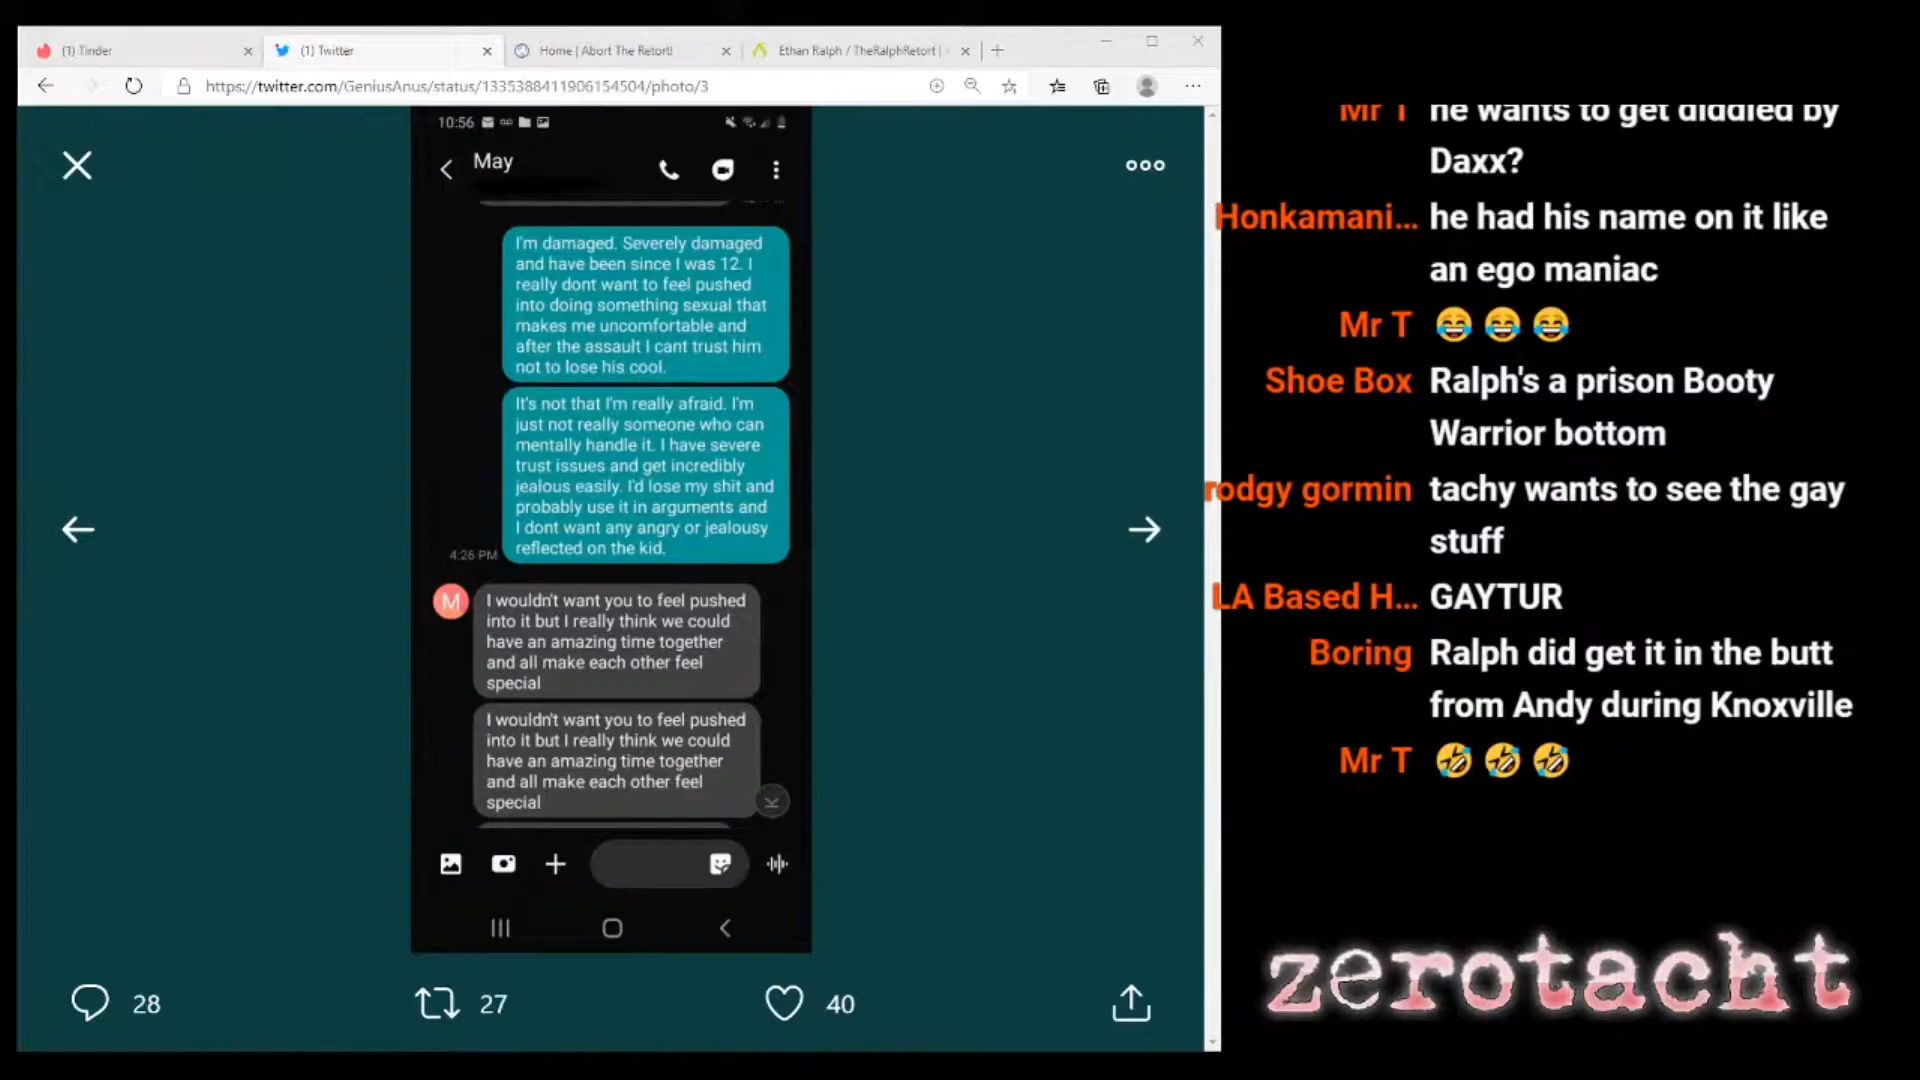 (1) Tinder
(1) Twitter
Home | Abort The Retort!
Ethan Ralph / TheRalphRetort |
https://twitter.com/GeniusAnus/status/1335388411906154504/photo/3
10:56
May
I'm damaged. Severely damaged
and have been since I was 12. I
really dont want to feel pushed
into doing something sexual that
makes me uncomfortable and
after the assault I cant trust him
not to lose his cool.
It's not that I'm really afraid. I'm
just not really someone who can
mentally handle it. I have severe
trust issues and get incredibly
jealous easily. I'd lose my shit and
probably use it in arguments and
I dont want any angry or jealousy
reflected on the kid.
4:26 PM
M
I wouldn't want you to feel pushed
into it but I really think we could
have an amazing time together
and all make each other feel
special
I wouldn't want you to feel pushed
into it but I really think we could
have an amazing time together
and all make each other feel
special
28
27
40
Mr T he wants to get diddled by
Daxx?
Honkamani... he had his name on it like
an ego maniac
Mr T 😂 😂 😂
Shoe Box Ralph's a prison Booty
Warrior bottom
rodgy gormin tachy wants to see the gay
stuff
LA Based H... GAYTUR
Boring Ralph did get it in the butt
from Andy during Knoxville
Mr T 🤣 🤣 🤣
zerotacht